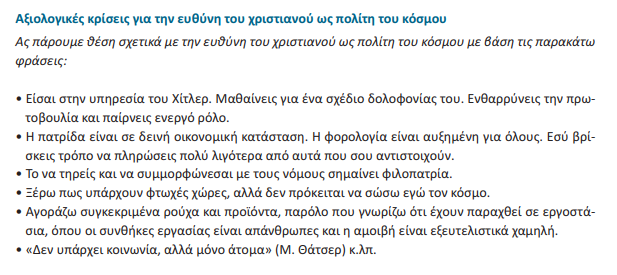 Αξιολογικές κρίσεις για την ευθύνη του χριστιανού ως πολίτη του κόσμου
Ας πάρουμε θέση σχετικά με την ευθύνη του χριστιανού ως πολίτη του κόσμου με βάση τις παρακάτω
φράσεις:
• Είσαι στην υπηρεσία του Χίτλερ. Μαθαίνεις για ένα σχέδιο δολοφονίας του. Ενθαρρύνεις την πρω-
τοβουλία και παίρνεις ενεργό ρόλο.
• Η πατρίδα είναι σε δεινή οικονομική κατάσταση. Η φορολογία είναι αυξημένη για όλους. Εσύ βρί-
σκεις τρόπο να πληρώσεις πολύ λιγότερα από αυτά που σου αντιστοιχούν.
• Το να τηρείς και να συμμορφώνεσαι με τους νόμους σημαίνει φιλοπατρία.
• Ξέρω πως υπάρχουν φτωχές χώρες, αλλά δεν πρόκειται να σώσω εγώ τον κόσμο.
• Αγοράζω συγκεκριμένα ρούχα και προϊόντα, παρόλο που γνωρίζω ότι έχουν παραχθεί σε εργοστά-
σια, όπου οι συνθήκες εργασίας είναι απάνθρωπες και η αμοιβή είναι εξευτελιστικά χαμηλή.
• «Δεν υπάρχει κοινωνία, αλλά μόνο άτομα» (Μ. Θάτσερ) κ.λπ.